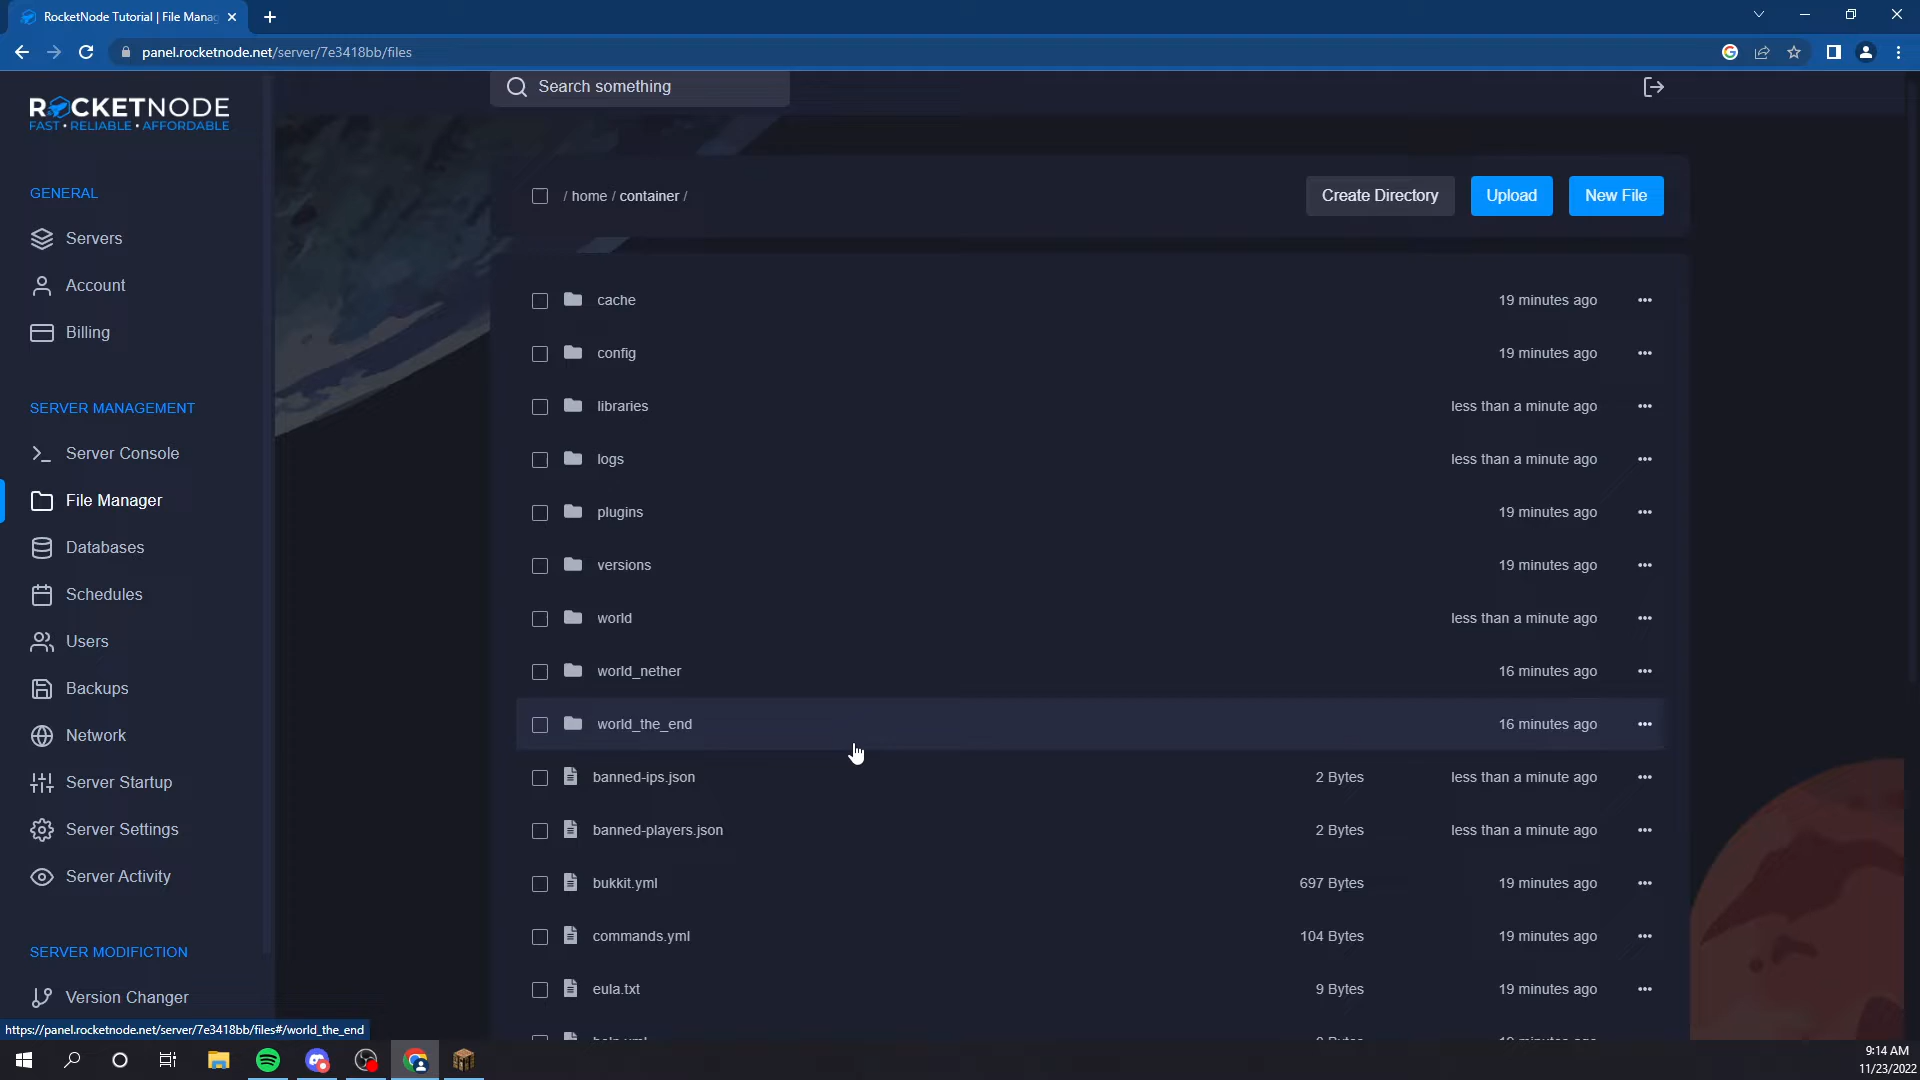 RocketNode Tutorial | File Manag
panel.rocketnode.net/server/7e3418bb/files
ROCKETNODE
FAST • RELIABLE • AFFORDABLE
Search something
/ home / container /
Create Directory
Upload
New File
GENERAL
Servers
Account
Billing
SERVER MANAGEMENT
Server Console
File Manager
Databases
Schedules
Users
Backups
Network
Server Startup
Server Settings
Server Activity
SERVER MODIFICTION
Version Changer
cache 19 minutes ago
config 19 minutes ago
libraries less than a minute ago
logs less than a minute ago
plugins 19 minutes ago
versions 19 minutes ago
world less than a minute ago
world_nether 16 minutes ago
world_the_end 16 minutes ago
banned-ips.json 2 Bytes less than a minute ago
banned-players.json 2 Bytes less than a minute ago
bukkit.yml 697 Bytes 19 minutes ago
commands.yml 104 Bytes 19 minutes ago
eula.txt 9 Bytes 19 minutes ago
https://panel.rocketnode.net/server/7e3418bb/files#/world_the_end
9:14 AM
11/23/2022